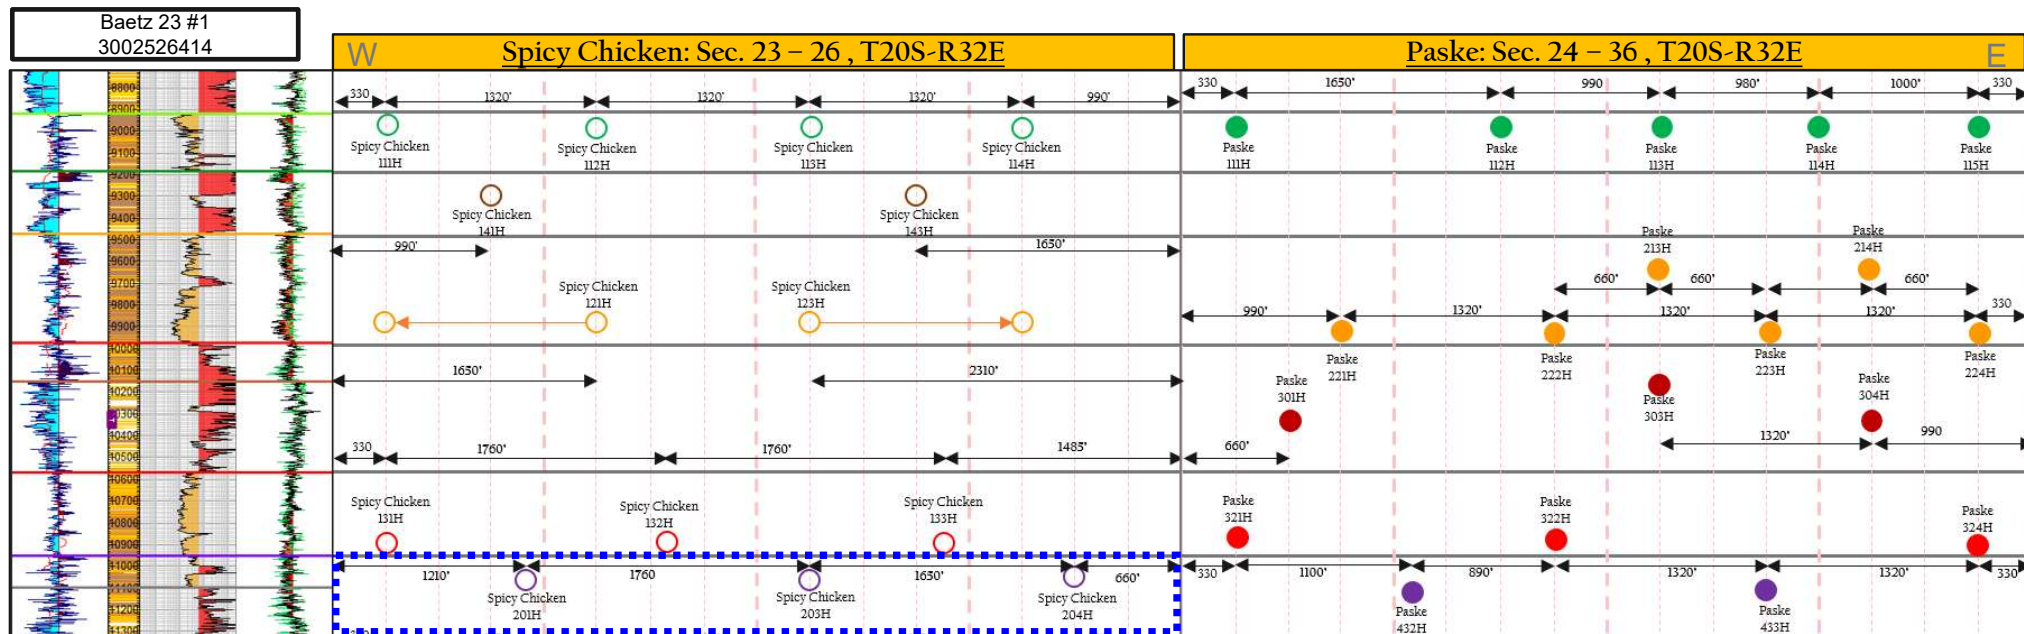 Baetz 23 #1
3002526414
W
Spicy Chicken: Sec. 23 – 26 , T20S-R32E
Paske: Sec. 24 – 36 , T20S-R32E
E
330 1320' 1320' 1320' 990'
330 1650' 990 980' 1000' 330
Spicy Chicken
111H
Spicy Chicken
112H
Spicy Chicken
113H
Spicy Chicken
114H
Paske
111H
Paske
112H
Paske
113H
Paske
114H
Paske
115H
Spicy Chicken
141H
Spicy Chicken
143H
990' 1650'
Paske
213H
Paske
214H
660' 660' 660'
Spicy Chicken
121H
Spicy Chicken
123H
990' 1320' 1320' 1320' 330
Paske
221H
Paske
222H
Paske
223H
Paske
224H
1650' 2310'
Paske
301H
Paske
303H
Paske
304H
1320' 990
330 1760' 1760' 1485'
660'
Spicy Chicken
131H
Spicy Chicken
132H
Spicy Chicken
133H
Paske
321H
Paske
322H
Paske
324H
1210' 1760 1650' 660'
330 1100' 890' 1320' 1320' 330
Spicy Chicken
201H
Spicy Chicken
203H
Spicy Chicken
204H
Paske
432H
Paske
433H
8800
8900
9000
9100
9200
9300
9400
9500
9600
9700
9800
9900
10000
10100
10200
10300
10400
10500
10600
10700
10800
10900
11000
11100
11200
11300